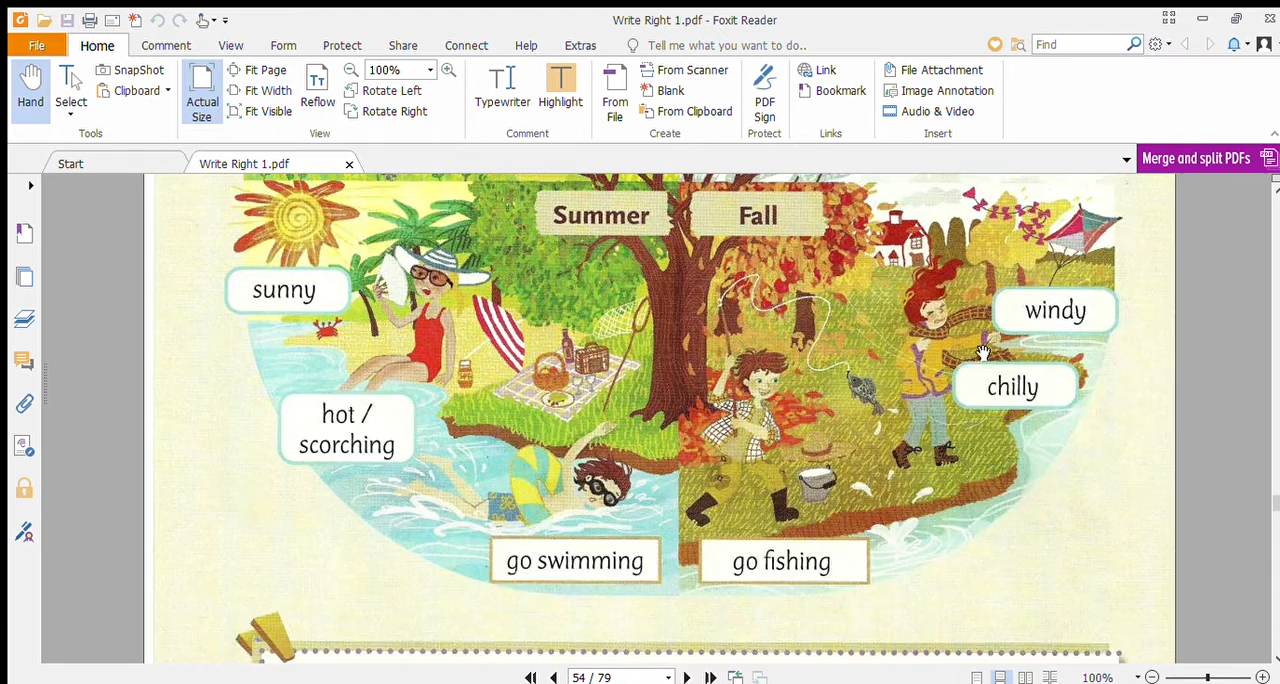 Write Right 1.pdf - Foxit Reader
File
Home
Comment
View
Form
Protect
Share
Connect
Help
Extras
Tell me what you want to do..
Find
Hand
Select
SnapShot
Clipboard
Tools
Actual
Size
Fit Page
Fit Width
Fit Visible
Reflow
100%
Rotate Left
Rotate Right
View
Typewriter
Highlight
Comment
From
File
From Scanner
Blank
From Clipboard
Create
PDF
Sign
Protect
Link
Bookmark
Links
File Attachment
Image Annotation
Audio & Video
Insert
Start
Write Right 1.pdf
Merge and split PDFs
Summer
Fall
sunny
windy
hot /
scorching
chilly
go swimming
go fishing
54 / 79
100%